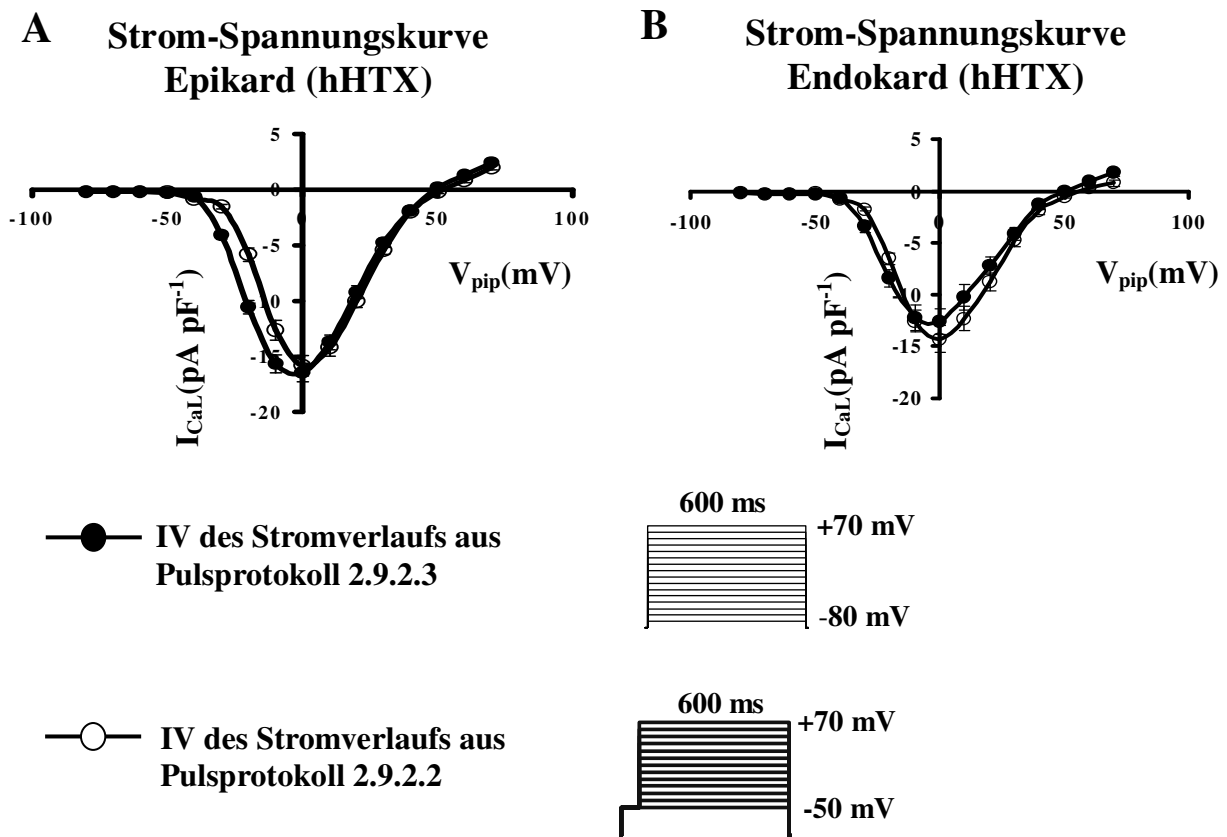 A
Strom-Spannungskurve
Epikard (hHTX)
5
0
-5
-10
-15
-20
-100
-50
0
50
100
I_CaL(pA pF^-1)
V_pip(mV)
B
Strom-Spannungskurve
Endokard (hHTX)
5
0
-5
-10
-15
-20
-100
-50
0
50
100
I_CaL(pA pF^-1)
V_pip(mV)
IV des Stromverlaufs aus
Pulsprotokoll 2.9.2.3
600 ms
+70 mV
-80 mV
IV des Stromverlaufs aus
Pulsprotokoll 2.9.2.2
600 ms
+70 mV
-50 mV